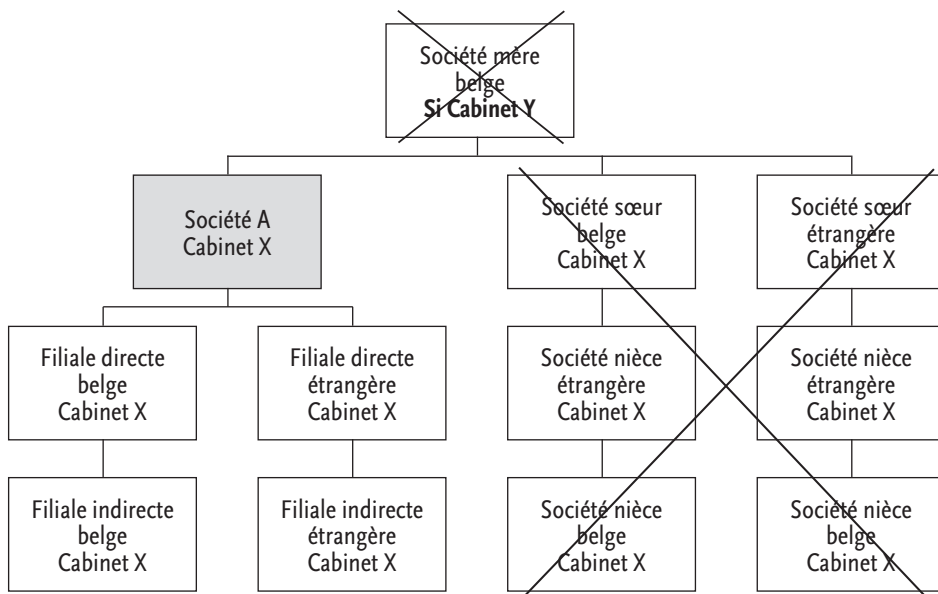 Société mère
belge
Si Cabinet Y
Société A
Cabinet X
Société sœur
belge
Cabinet X
Société sœur
étrangère
Cabinet X
Filiale directe
belge
Cabinet X
Filiale directe
étrangère
Cabinet X
Société nièce
étrangère
Cabinet X
Société nièce
étrangère
Cabinet X
Filiale indirecte
belge
Cabinet X
Filiale indirecte
étrangère
Cabinet X
Société nièce
belge
Cabinet X
Société nièce
belge
Cabinet X